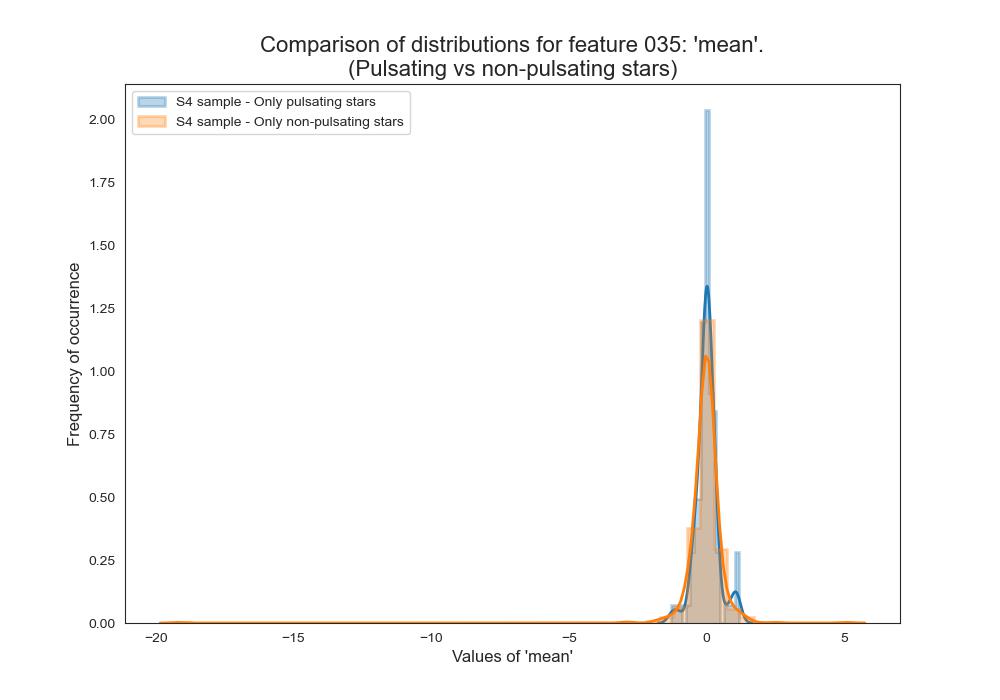 Comparison of distributions for feature 035: 'mean'.
(Pulsating vs non-pulsating stars)
S4 sample - Only pulsating stars
S4 sample - Only non-pulsating stars
2.00
1.75
1.50
1.25
1.00
0.75
0.50
0.25
0.00
Frequency of occurrence
−20
−15
−10
−5
0
5
Values of 'mean'